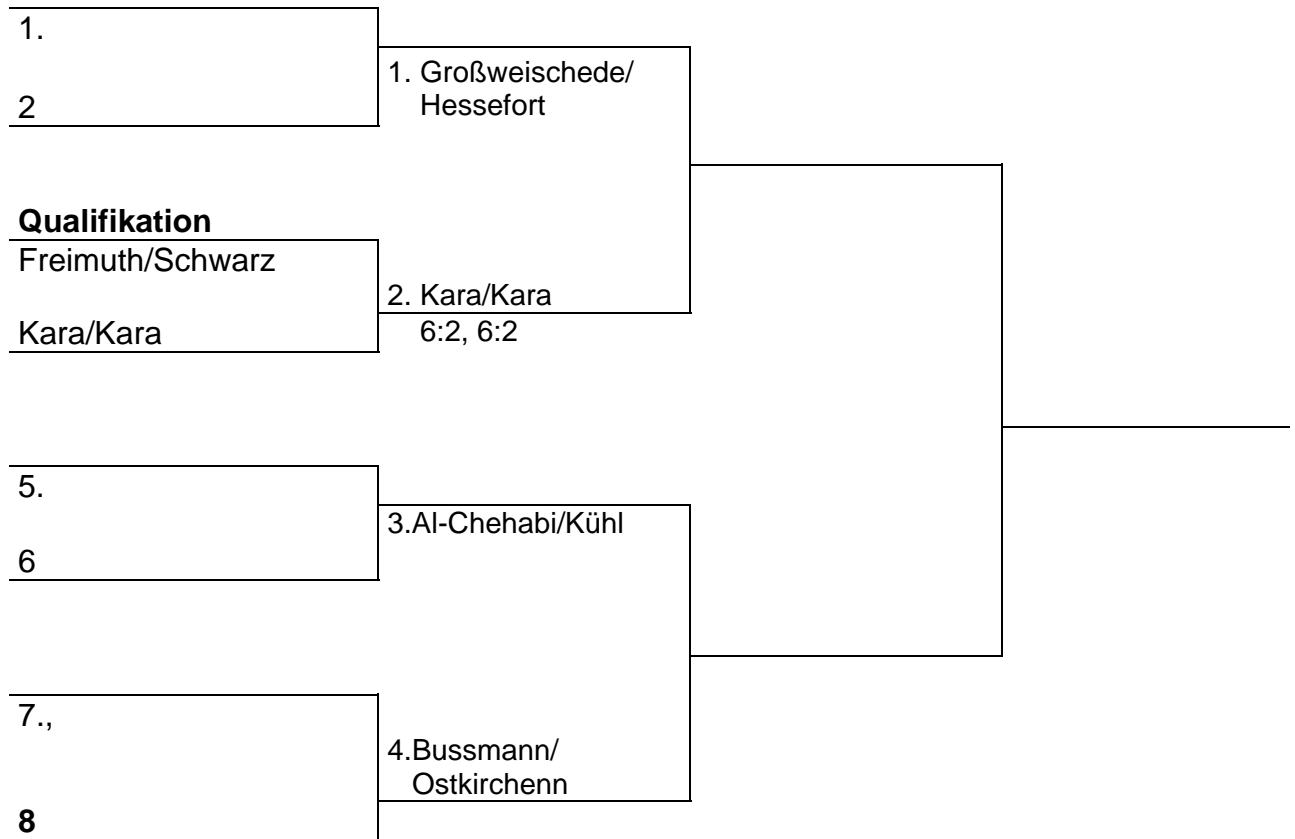 1.
2
1. Großweischede/
Hessefort
Qualifikation
Freimuth/Schwarz
Kara/Kara
2. Kara/Kara
6:2, 6:2
5.
6
3.Al-Chehabi/Kühl
7.,
8
4.Bussmann/
Ostkirchenn